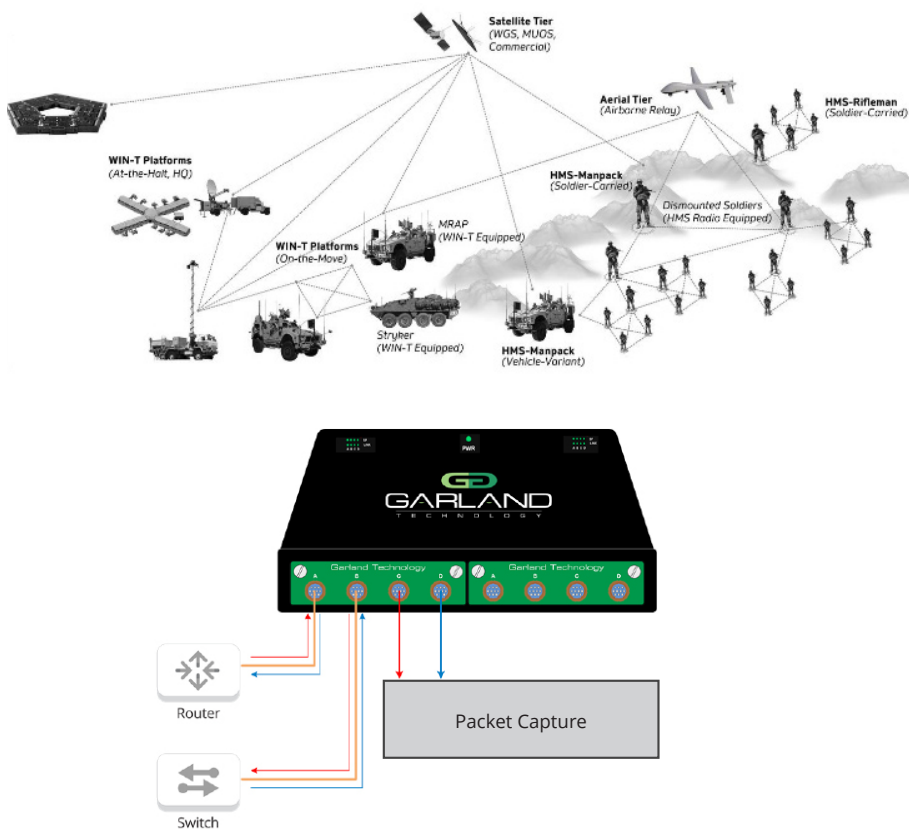 Satellite Tier
(WGS, MUOS,
Commercial)
Aerial Tier
(Airborne Relay)
HMS-Rifleman
(Soldier-Carried)
WIN-T Platforms
(At-the-Halt, HQ)
HMS-Manpack
(Soldier-Carried)
Dismounted Soldiers
(HMS Radio Equipped)
MRAP
(WIN-T Equipped)
WIN-T Platforms
(On-the-Move)
Stryker
(WIN-T Equipped)
HMS-Manpack
(Vehicle-Variant)
PWR
GARLAND
TECHNOLOGY
Garland Technology
A B C D
Garland Technology
A B C D
Router
Packet Capture
Switch